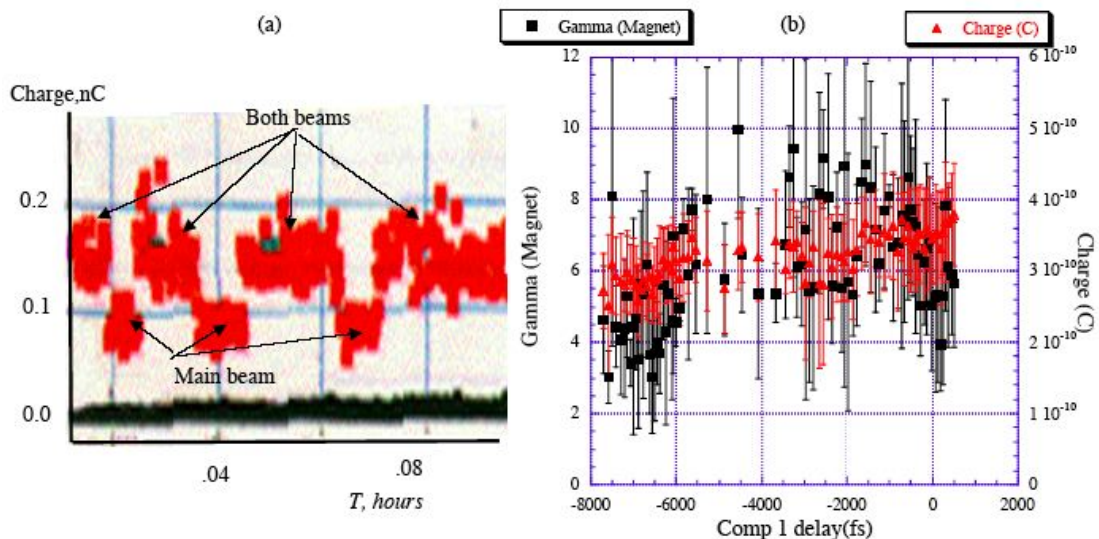 (a)
Charge,nC
Both beams
0.2
0.1
Main beam
0.0
.04
.08
T, hours
Gamma (Magnet)
(b)
Charge (C)
12
10
8
6
4
2
0
Gamma (Magnet)
6 10-10
5 10-10
4 10-10
3 10-10
2 10-10
1 10-10
0
Charge (C)
-8000 -6000 -4000 -2000 0 2000
Comp 1 delay(fs)